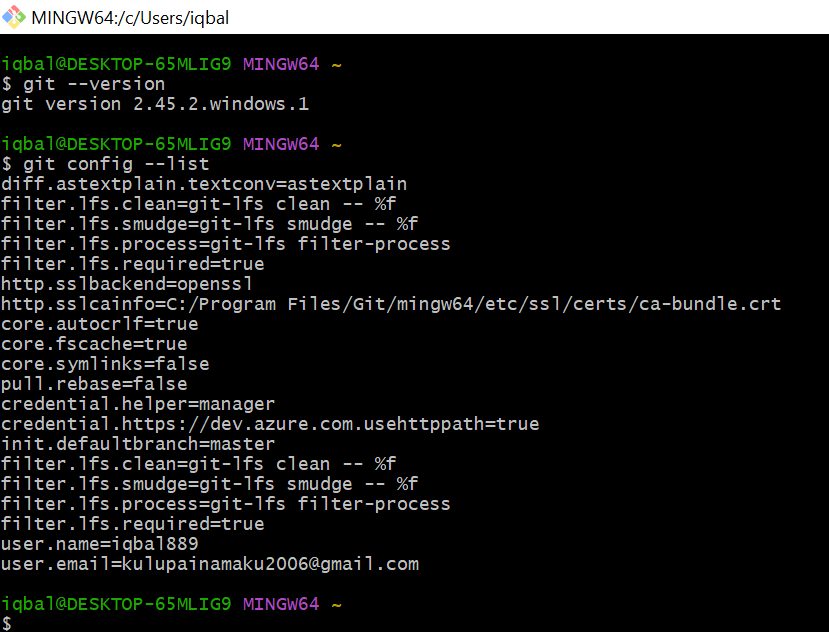 MINGW64:/c/Users/iqbal
iqbal@DESKTOP-65MLIG9 MINGW64 ~
$ git --version
git version 2.45.2.windows.1
iqbal@DESKTOP-65MLIG9 MINGW64 ~
$ git config --list
diff.astextplain.textconv=astextplain
filter.lfs.clean=git-lfs clean -- %f
filter.lfs.smudge=git-lfs smudge -- %f
filter.lfs.process=git-lfs filter-process
filter.lfs.required=true
http.sslbackend=openssl
http.sslcainfo=C:/Program Files/Git/mingw64/etc/ssl/certs/ca-bundle.crt
core.autocrlf=true
core.fscache=true
core.symlinks=false
pull.rebase=false
credential.helper=manager
credential.https://dev.azure.com.usehttppath=true
init.defaultbranch=master
filter.lfs.clean=git-lfs clean -- %f
filter.lfs.smudge=git-lfs smudge -- %f
filter.lfs.process=git-lfs filter-process
filter.lfs.required=true
user.name=iqbal889
user.email=kulupainamaku2006@gmail.com
iqbal@DESKTOP-65MLIG9 MINGW64 ~
$